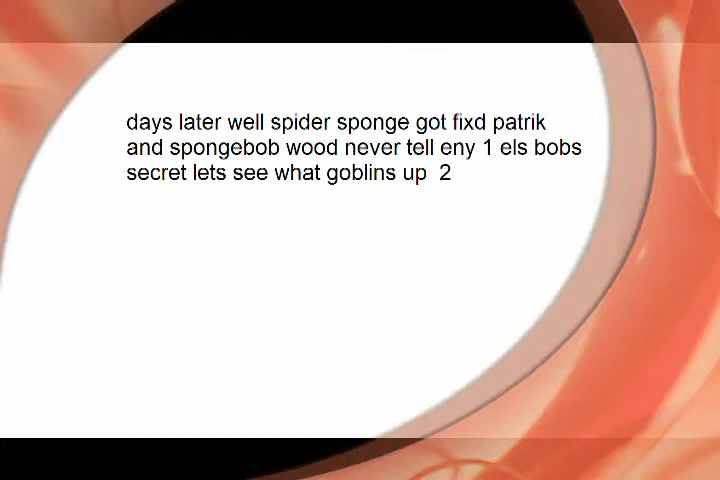 days later well spider sponge got fixd patrik
and spongebob wood never tell eny 1 els bobs
secret lets see what goblins up  2